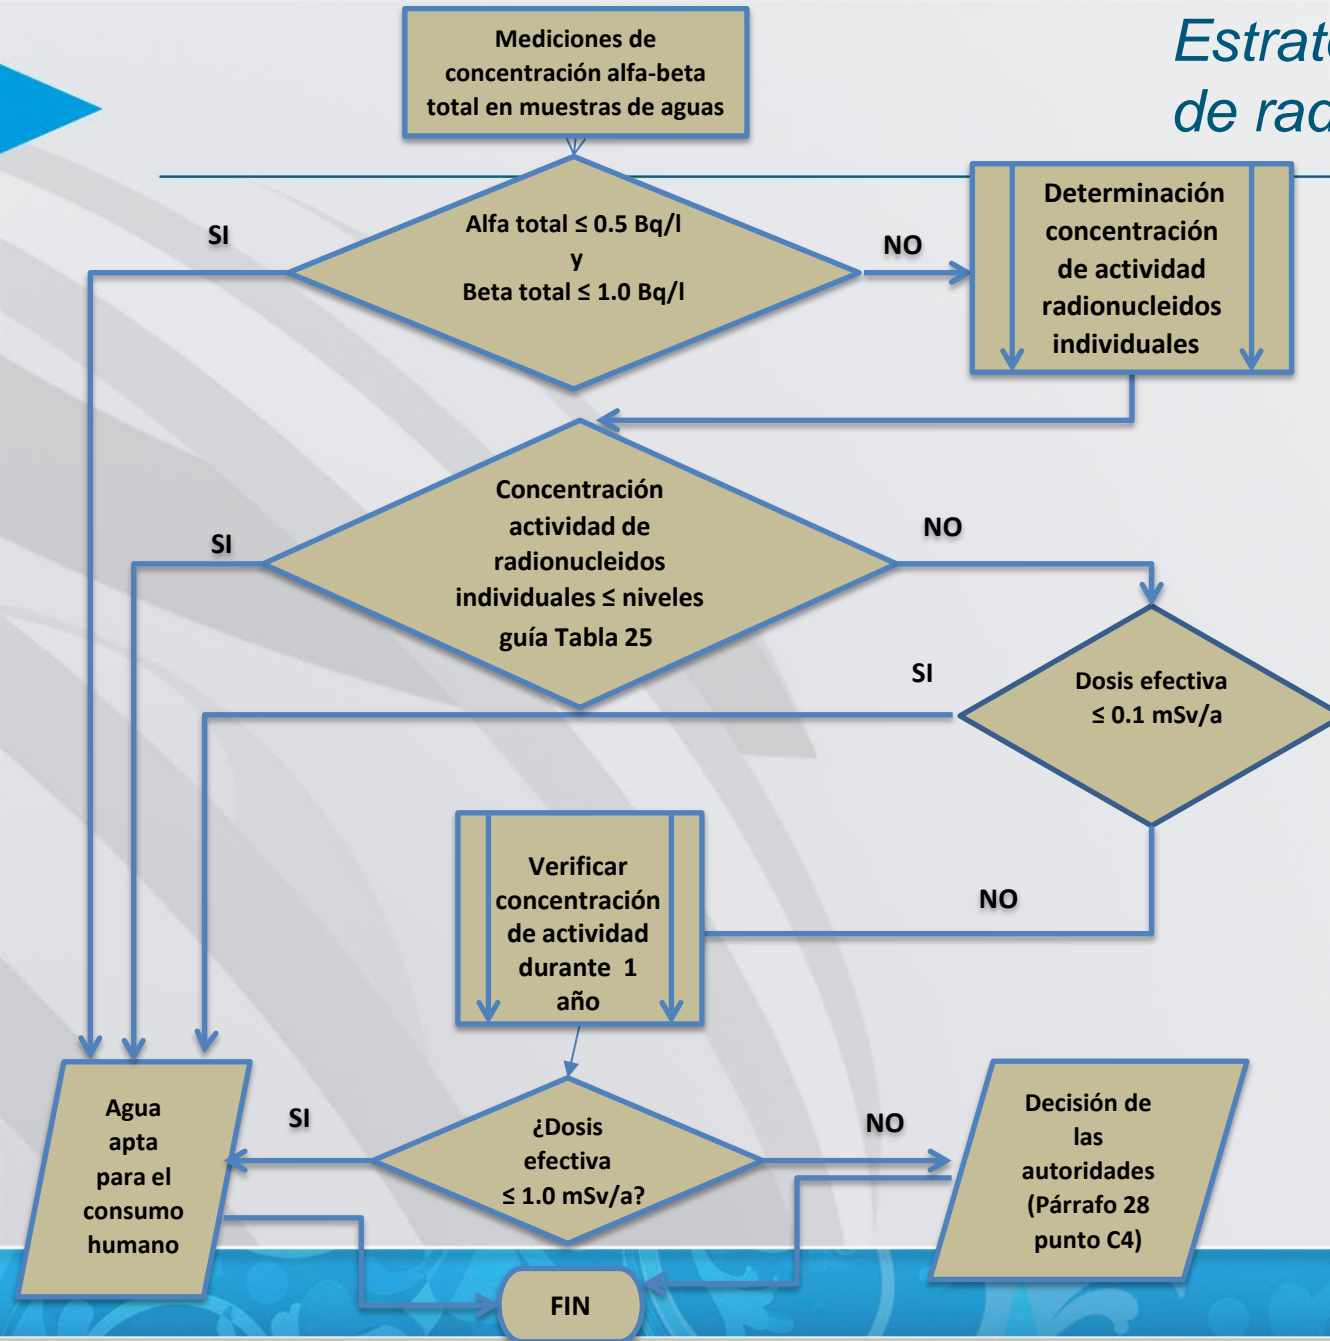 Mediciones de
concentración alfa-beta
total en muestras de aguas
SI
Alfa total ≤ 0.5 Bq/l
y
Beta total ≤ 1.0 Bq/l
NO
Determinación
concentración
de actividad
radionucleidos
individuales
SI
Concentración
actividad de
radionucleidos
individuales ≤ niveles
guía Tabla 25
NO
SI
Dosis efectiva
≤ 0.1 mSv/a
Verificar
concentración
de actividad
durante 1
año
NO
Agua
apta
para el
consumo
humano
SI
¿Dosis
efectiva
≤ 1.0 mSv/a?
NO
Decisión de
las
autoridades
(Párrafo 28
punto C4)
FIN